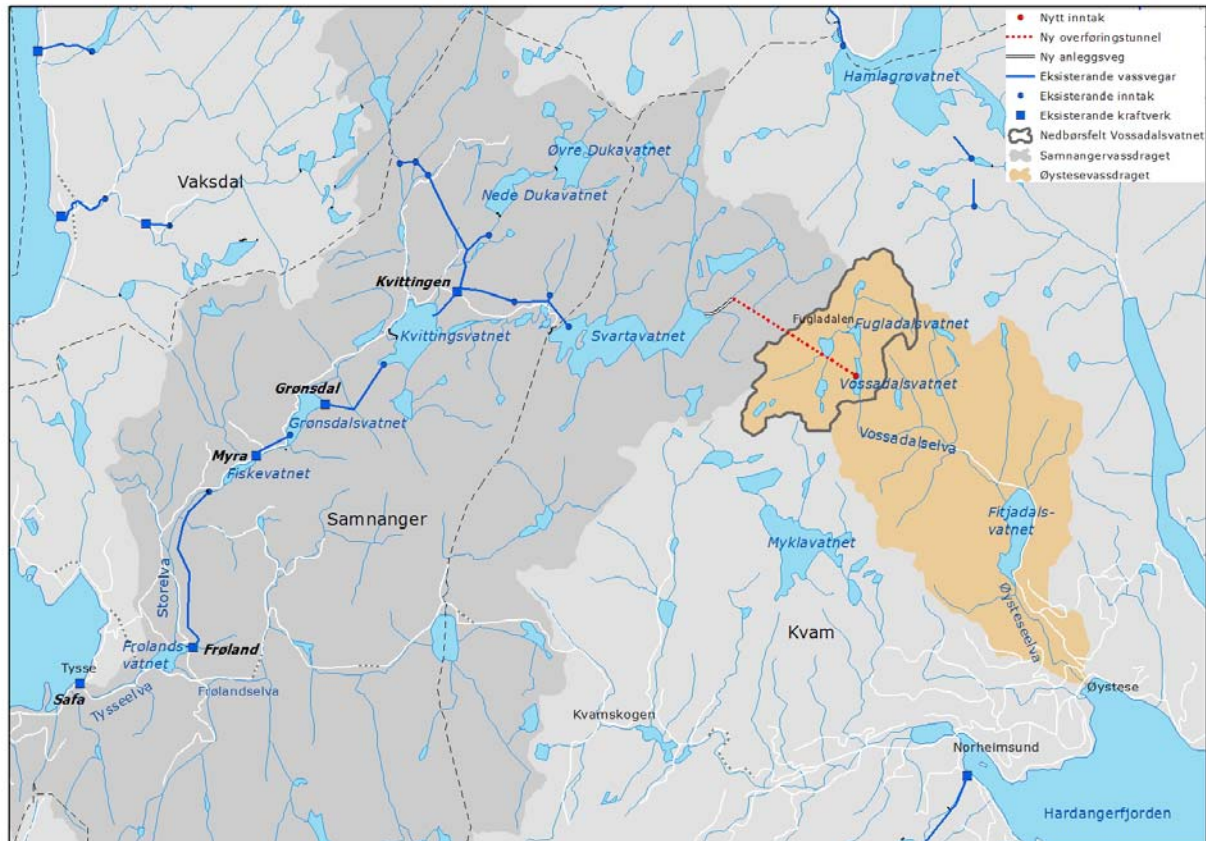 Nytt inntak
Ny overføringstunnel
Ny anleggsveg
Eksisterande vassvegar
Eksisterande inntak
Eksisterande kraftverk
Nedbørsfelt Vossadalsvatnet
Samnangervassdraget
Øystesevassdraget
Hamlagrøvatnet
Øvre Dukavatnet
Vaksdal
Nede Dukavatnet
Kvittingen
Kvittingsvatnet
Svartavatnet
Fugladalen
Fugladalsvatnet
Vossadalsvatnet
Grønsdal
Grønsdalsvatnet
Vossadalselva
Myra
Fiskevatnet
Samnanger
Myklavatnet
Fitjadals-
vatnet
Storelva
Øysteseelva
Kvam
Frølands-
vatnet
Frøland
Tysse
Safa
Tysseelva
Frølandselva
Øystese
Kvamskogen
Norheimsund
Hardangerfjorden